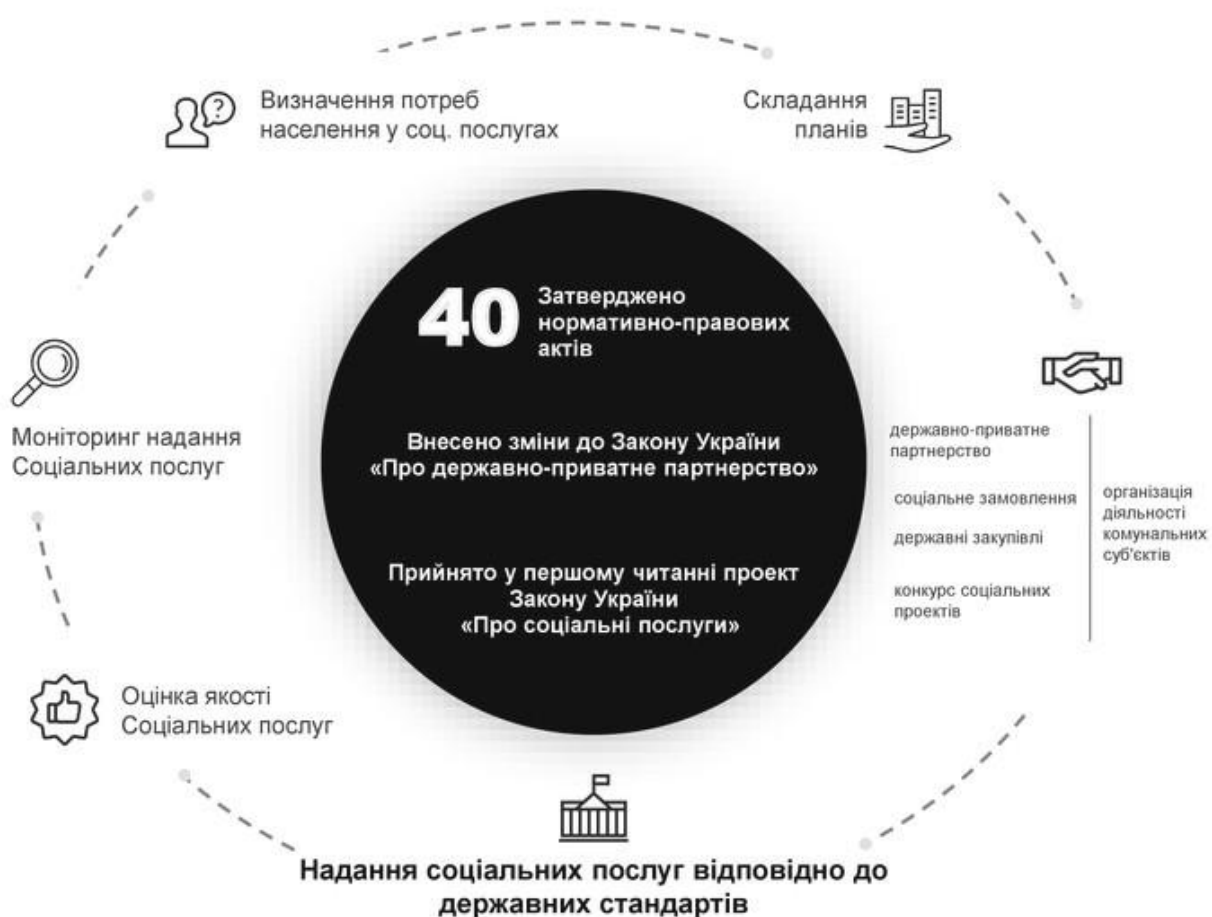 Визначення потреб
населення у соц. послугах
Складання
планів
40
Затверджено
нормативно-правових
актів
Внесено зміни до Закону України
«Про державно-приватне партнерство»
Прийнято у першому читанні проект
Закону України
«Про соціальні послуги»
державно-приватне
партнерство
соціальне замовлення
державні закупівлі
конкурс соціальних
проектів
організація
діяльності
комунальних
суб'єктів
Надання соціальних послуг відповідно до
державних стандартів
Оцінка якості
Соціальних послуг
Моніторинг надання
Соціальних послуг